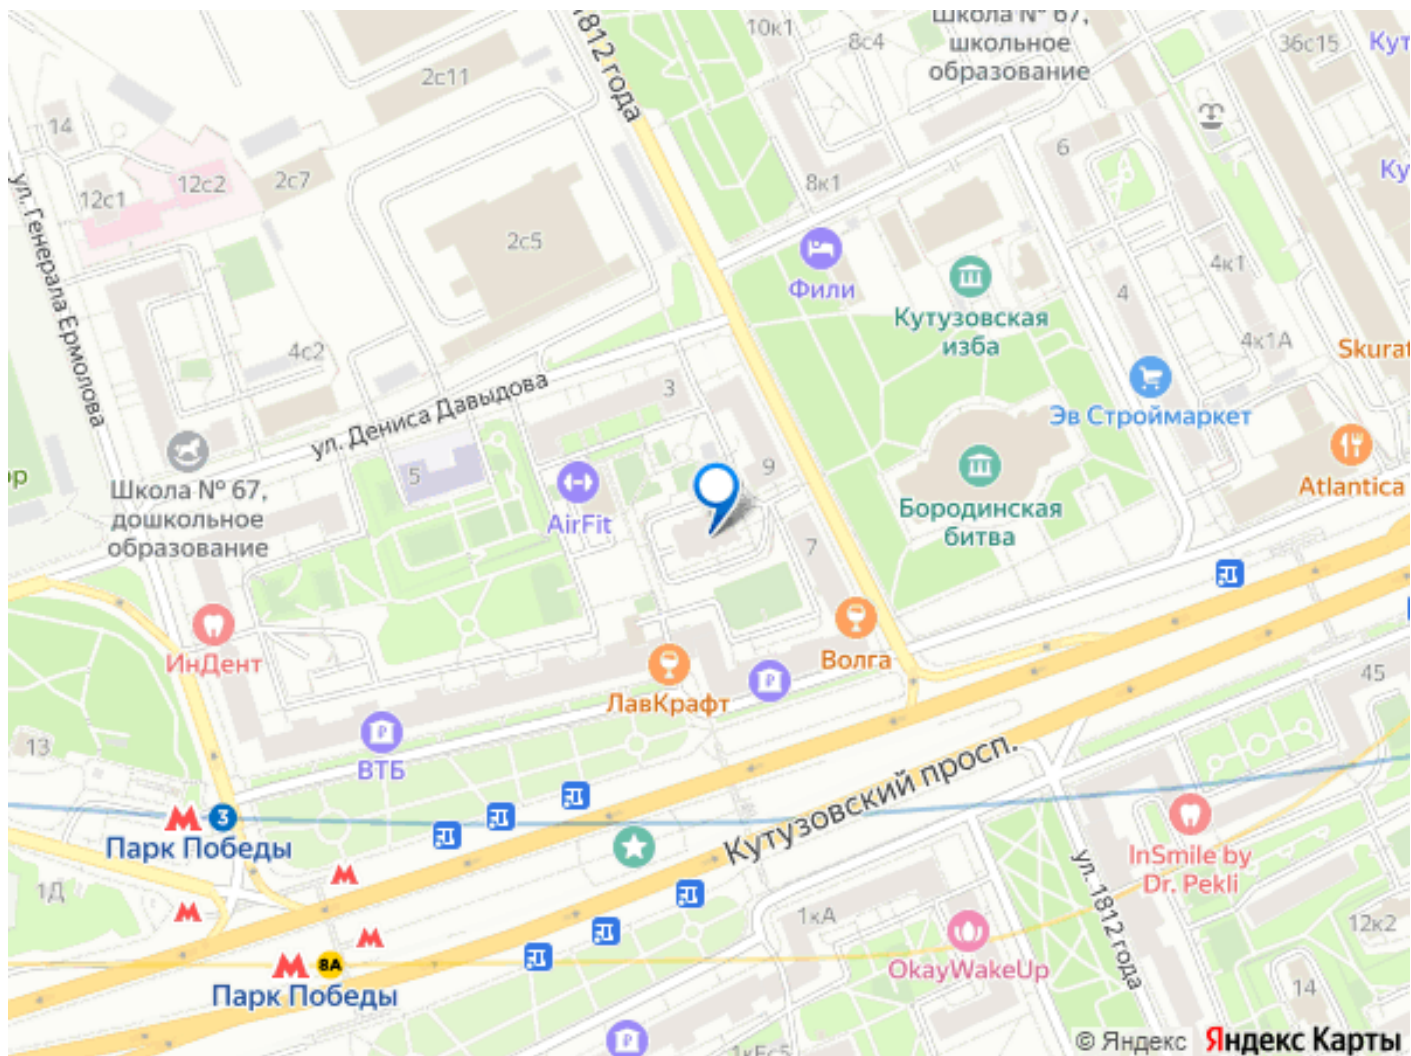 10к1
8с4
Школа № 67,
школьное
образование
36с15
Кут
2с11
1812 года
14
12с2
12с1
2с7
6
Ку
8к1
ул. Генерала Ермолова
2с5
Фили
4к1
4
Кутузовская
изба
4с2
4к1А
Skurat
3
ул. Дениса Давыдова
Эв Строймаркет
ор
5
9
Школа № 67,
дошкольное
образование
AirFit
Бородинская
битва
Atlantica
7
ИнДент
Волга
45
ЛавКрафт
13
ВТБ
Кутузовский просп.
3
Парк Победы
1Д
InSmile by
Dr. Pekli
ул. 1812 года
1кА
12к2
8А
OkayWakeUp
Парк Победы
14
1кБс5
© Яндекс Яндекс Карты